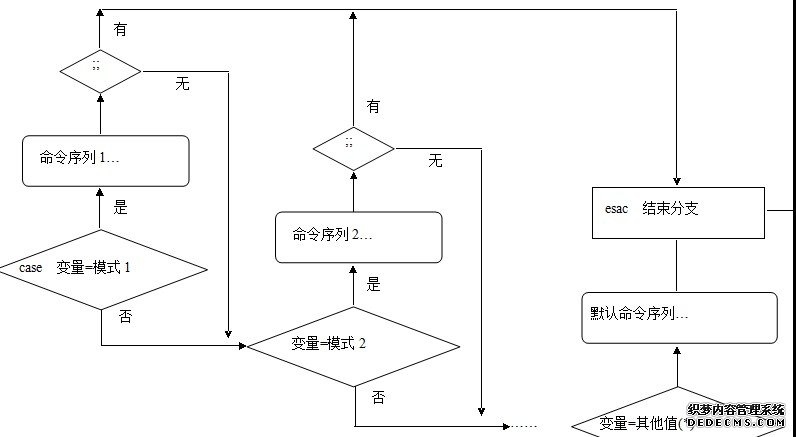 有
;;
无
命令序列 1...
是
case 变量=模式 1
否
有
;;
无
命令序列 2...
是
变量=模式 2
否
......
esac 结束分支
默认命令序列...
变量=其他值(*)
织梦内容管理系统
DEDECMS.COM